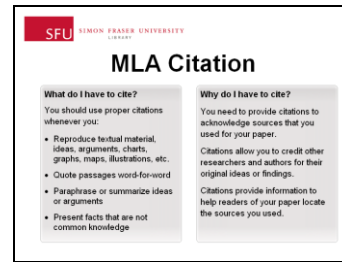 SFU SIMON FRASER UNIVERSITY
LIBRARY
MLA Citation
What do I have to cite?
You should use proper citations
whenever you:
• Reproduce textual material,
ideas, arguments, charts,
graphs, maps, illustrations, etc.
• Quote passages word-for-word
• Paraphrase or summarize ideas
or arguments
• Present facts that are not
common knowledge
Why do I have to cite?
You need to provide citations to
acknowledge sources that you
used for your paper.
Citations allow you to credit other
researchers and authors for their
original ideas or findings.
Citations provide information to
help readers of your paper locate
the sources you used.